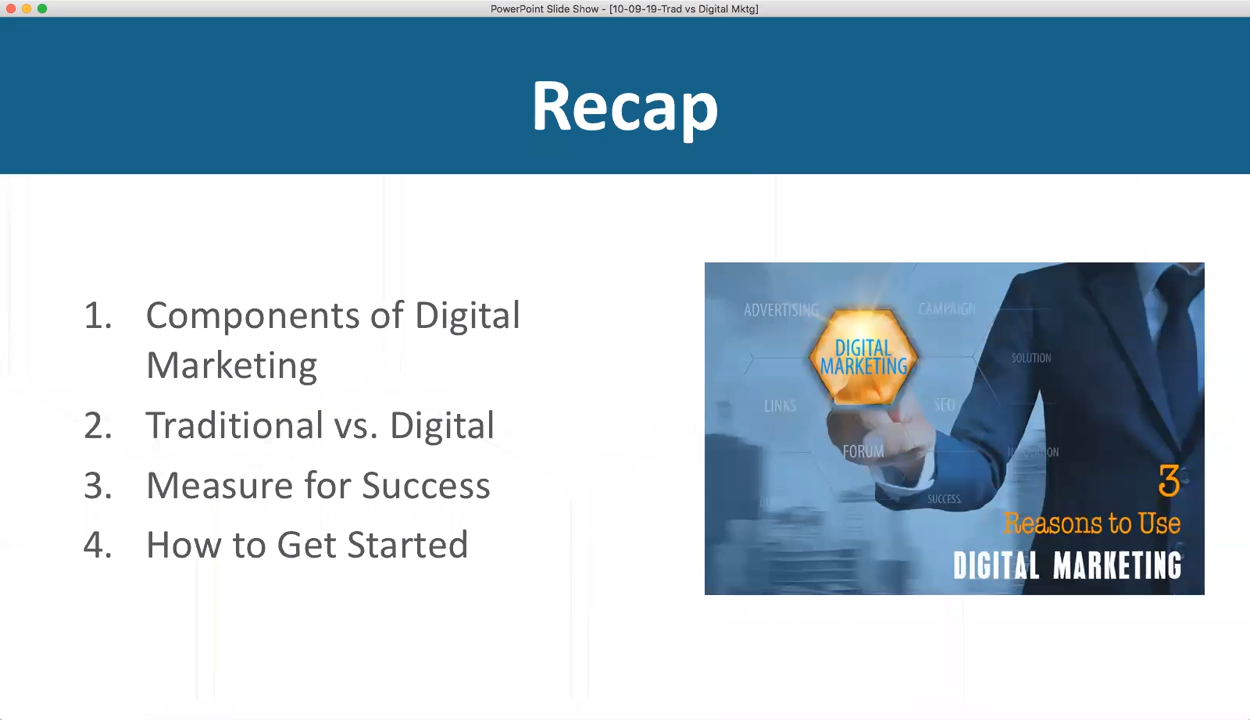 PowerPoint Slide Show - [10-09-19-Trad vs Digital Mktg]
Recap
1. Components of Digital
Marketing
2. Traditional vs. Digital
3. Measure for Success
4. How to Get Started
ADVERTISING
CAMPAIGN
DIGITAL
MARKETING
SOLUTION
LINKS
SEO
FORUM
SUCCESS
3
Reasons to Use
DIGITAL MARKETING